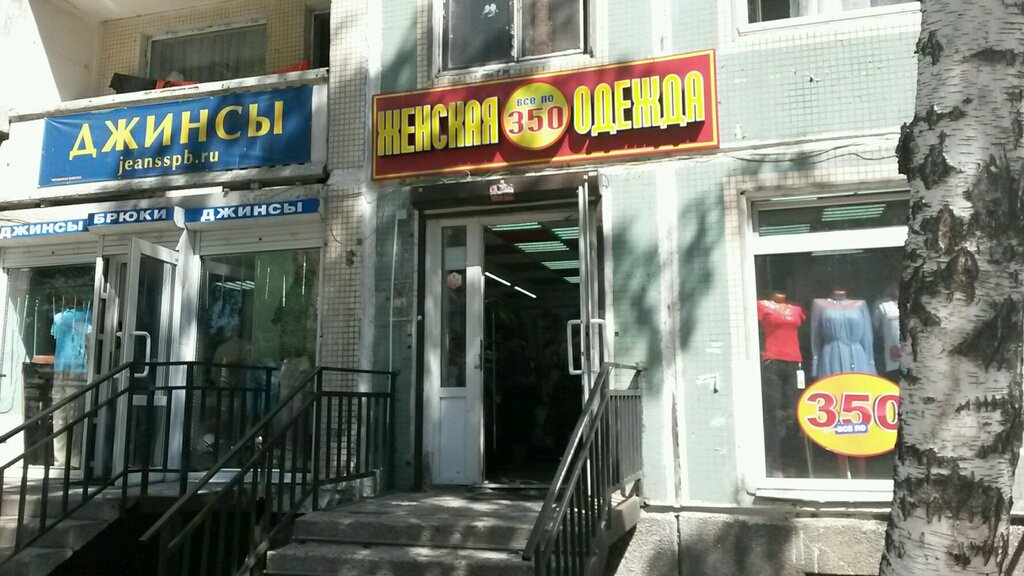 ДЖИНСЫ
jeansspb.ru
ДЖИНСЫ
БРЮКИ
ДЖИНСЫ
ЖЕНСКАЯ ВСЕ ПО 350 ОДЕЖДА
350
ВСЕ ПО